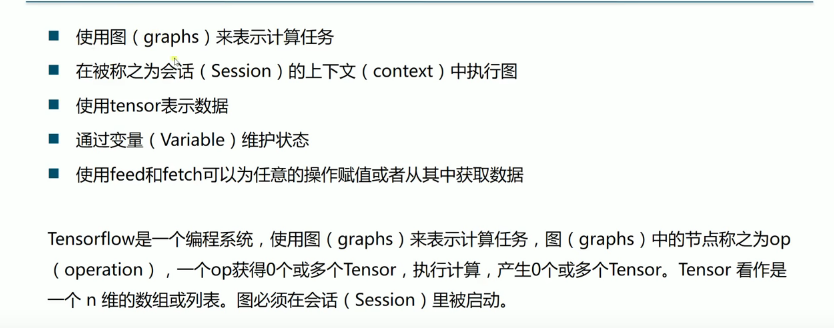 使用图（graphs）来表示计算任务
在被称之为会话（Session）的上下文（context）中执行图
使用tensor表示数据
通过变量（Variable）维护状态
使用feed和fetch可以为任意的操作赋值或者从其中获取数据
Tensorflow是一个编程系统，使用图（graphs）来表示计算任务，图（graphs）中的节点称之为op
（operation），一个op获得0个或多个Tensor，执行计算，产生0个或多个Tensor。Tensor 看作是
一个 n 维的数组或列表。图必须在会话（Session）里被启动。